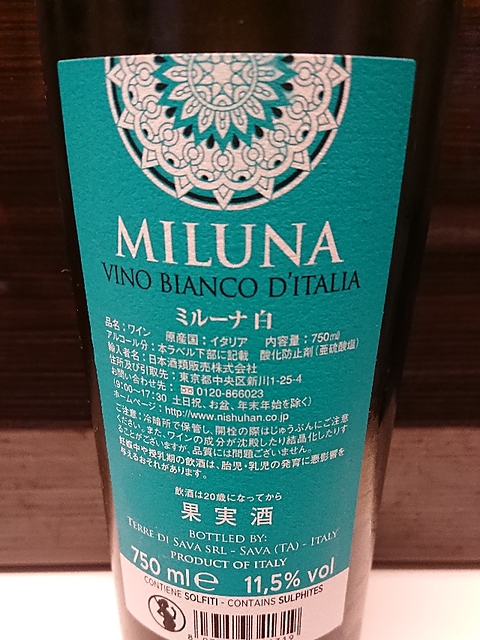 MILUNA
VINO BIANCO D'ITALIA
ミルーナ 白
品名：ワイン 原産国：イタリア 内容量：750㎖
アルコール分：本ラベル下部に記載 酸化防止剤（亜硫酸塩）
輸入者名：日本酒類販売株式会社
住所及び引取先：東京都中央区新川1-25-4
お問い合わせ先： 0120-866023
（9:00〜17:30 土日祝、お盆、年末年始を除く）
ホームページ：http://www.nishuhan.co.jp
ご注意：冷暗所で保管し、開栓の際はじゅうぶんにご注意
ください。また、ワインの成分が沈殿したり結晶化したりす
ることがございますが、品質には問題ございません。
妊娠中や授乳期の飲酒は、胎児・乳児の発育に悪影響を
与えるおそれがあります。
飲酒は20歳になってから
果実酒
BOTTLED BY:
TERRE DI SAVA SRL - SAVA (TA) - ITALY
PRODUCT OF ITALY
750 ml ℮ 11,5% vol
CONTIENE SOLFITI - CONTAINS SULPHITES